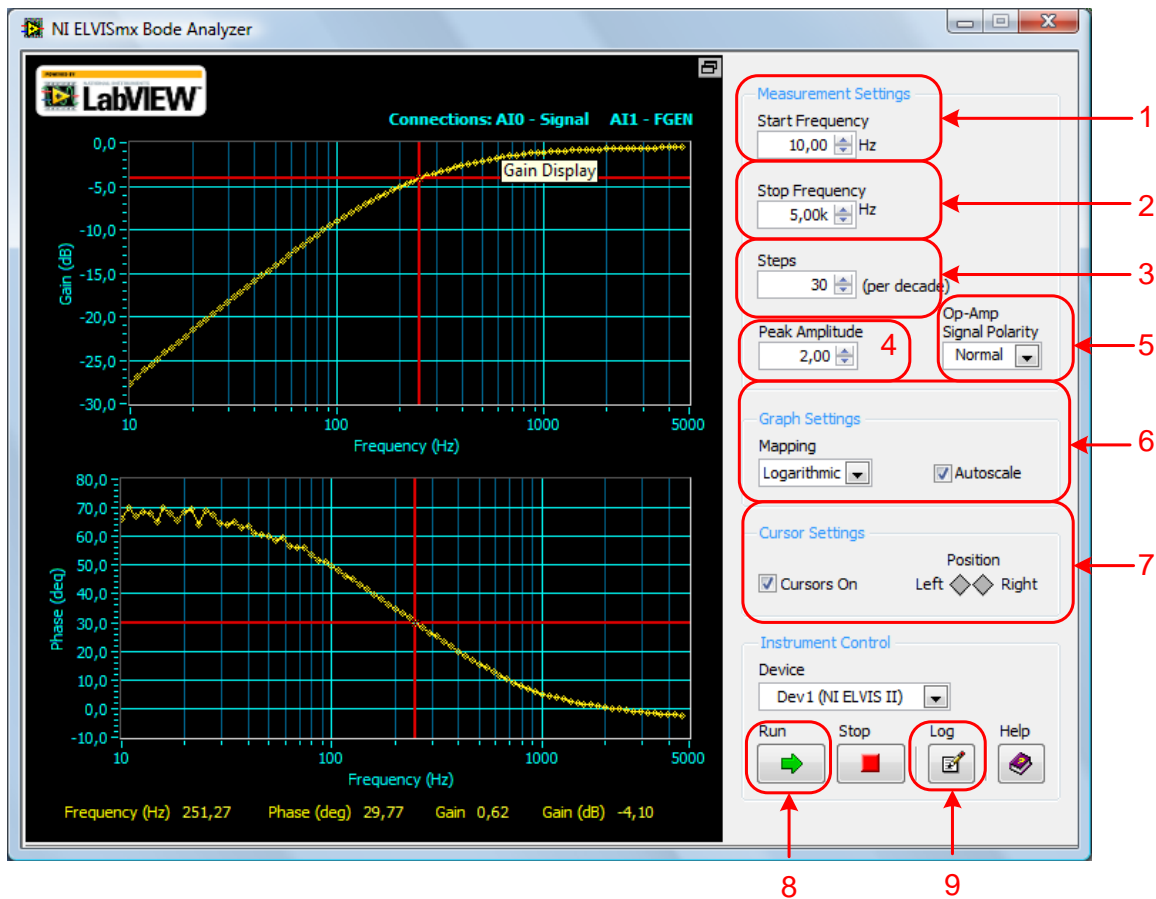 NI ELVISmx Bode Analyzer
POWERED BY
NATIONAL INSTRUMENTS
LabVIEW
Connections: AI0 - Signal AI1 - FGEN
0,0
-5,0
-10,0
-15,0
-20,0
-25,0
-30,0
Gain (dB)
Gain Display
10 100 1000 5000
Frequency (Hz)
80,0
70,0
60,0
50,0
40,0
30,0
20,0
10,0
0,0
-10,0
Phase (deg)
10 100 1000 5000
Frequency (Hz)
Frequency (Hz) 251,27 Phase (deg) 29,77 Gain 0,62 Gain (dB) -4,10
Measurement Settings
Start Frequency
10,00 Hz
1
Stop Frequency
5,00k Hz
2
Steps
30 (per decade)
3
Peak Amplitude
2,00
4
Op-Amp
Signal Polarity
Normal
5
Graph Settings
Mapping
Logarithmic Autoscale
6
Cursor Settings
Position
Cursors On Left Right
7
Instrument Control
Device
Dev1 (NI ELVIS II)
Run Stop Log Help
8 9